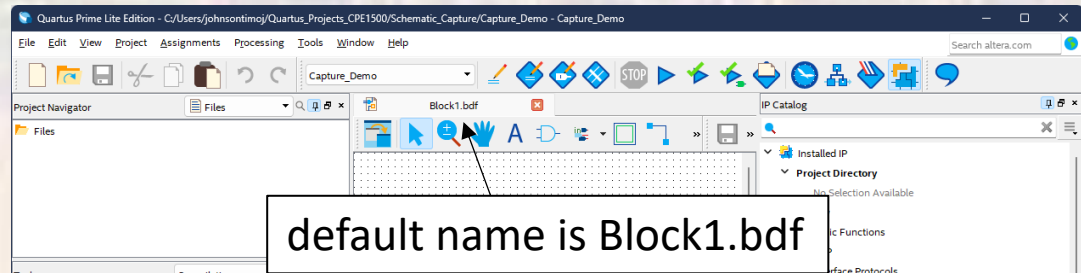 Quartus Prime Lite Edition - C:/Users/johnsontimoj/Quartus_Projects_CPE1500/Schematic_Capture/Capture_Demo - Capture_Demo
File Edit View Project Assignments Processing Tools Window Help
Search altera.com
Capture_Demo
STOP
Project Navigator Files
Block1.bdf
IP Catalog
Files
A
Installed IP
Project Directory
No Selection Available
default name is Block1.bdf
Functions
Protocols